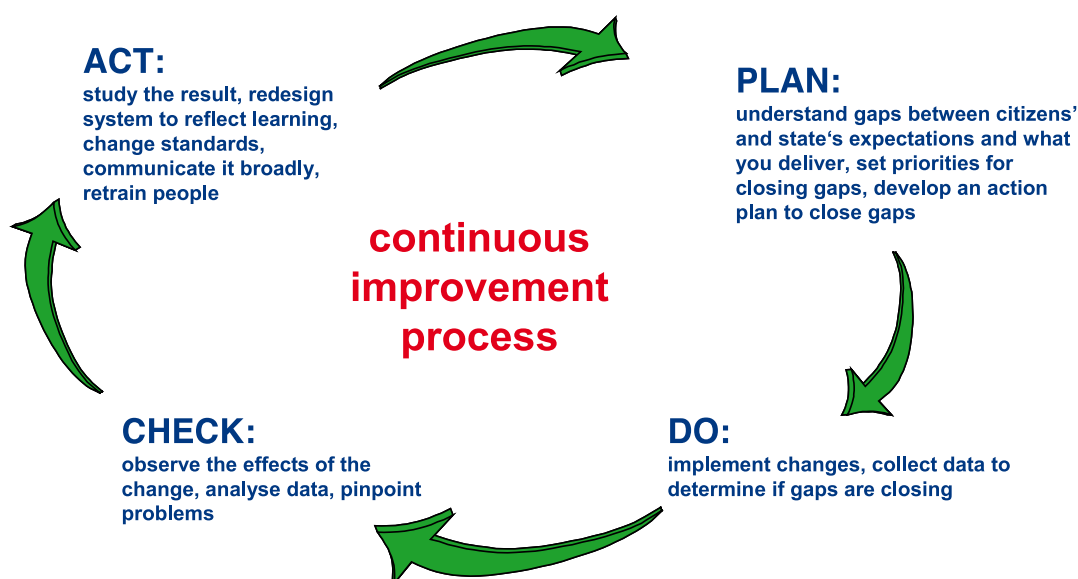 ACT:
study the result, redesign
system to reflect learning,
change standards,
communicate it broadly,
retrain people
PLAN:
understand gaps between citizens’
and state‘s expectations and what
you deliver, set priorities for
closing gaps, develop an action
plan to close gaps
continuous
improvement
process
CHECK:
observe the effects of the
change, analyse data, pinpoint
problems
DO:
implement changes, collect data to
determine if gaps are closing